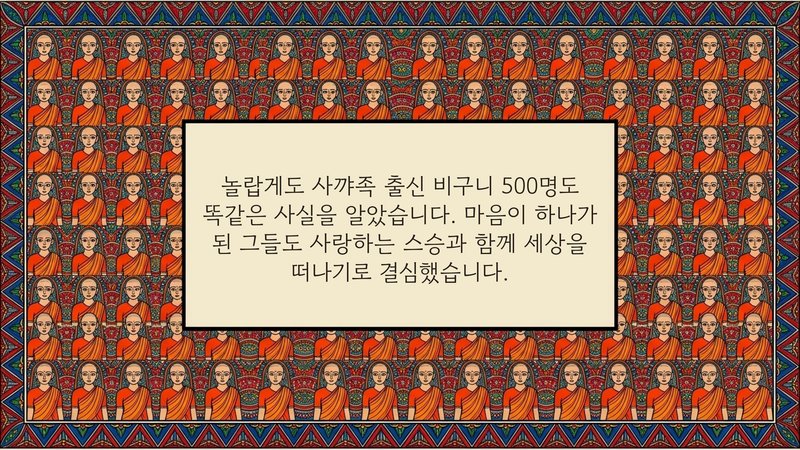 놀랍게도 사꺄족 출신 비구니 500명도
똑같은 사실을 알았습니다. 마음이 하나가
된 그들도 사랑하는 스승과 함께 세상을
떠나기로 결심했습니다.